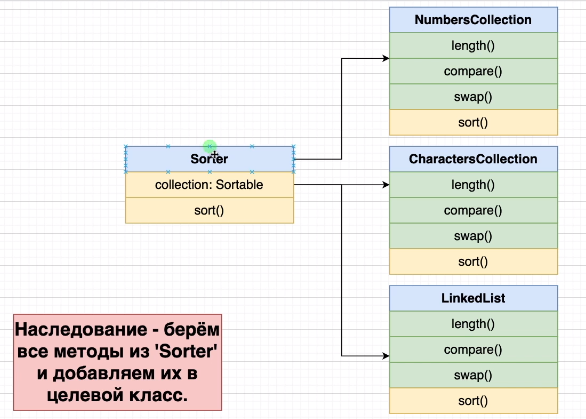 NumbersCollection
length()
compare()
swap()
sort()
Sorter
collection: Sortable
sort()
CharactersCollection
length()
compare()
swap()
sort()
LinkedList
length()
compare()
swap()
sort()
Наследование - берём
все методы из 'Sorter'
и добавляем их в
целевой класс.